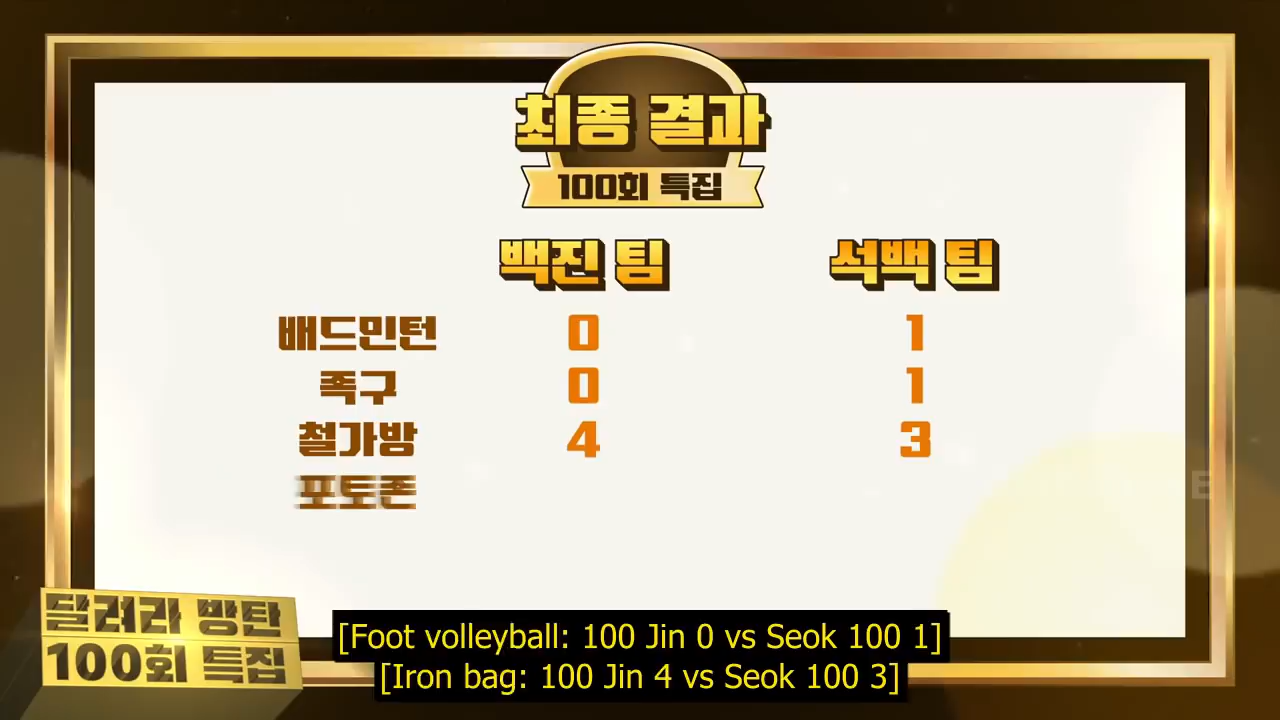 최종 결과
100회 특집
백진 팀 석백 팀
배드민턴 0 1
족구 0 1
철가방 4 3
포토존
달려라 방탄
100회 특집
[Foot volleyball: 100 Jin 0 vs Seok 100 1]
[Iron bag: 100 Jin 4 vs Seok 100 3]